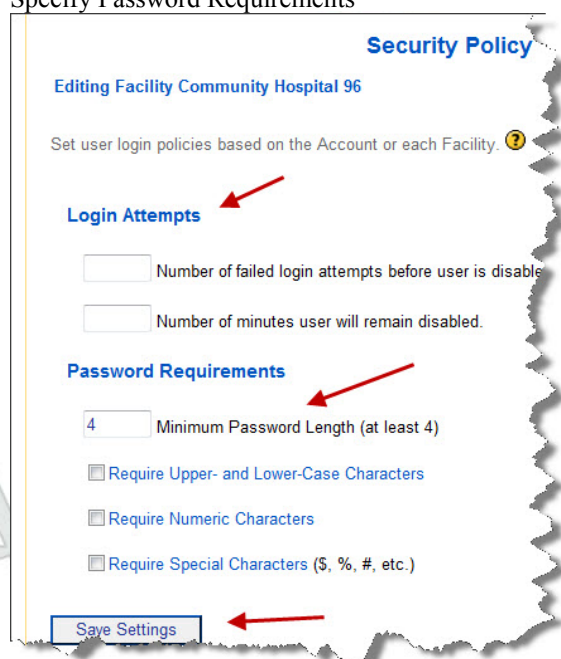 Specify Password Requirements
Security Policy
Editing Facility Community Hospital 96
Set user login policies based on the Account or each Facility. ?
Login Attempts
Number of failed login attempts before user is disable
Number of minutes user will remain disabled.
Password Requirements
4 Minimum Password Length (at least 4)
Require Upper- and Lower-Case Characters
Require Numeric Characters
Require Special Characters ($, %, #, etc.)
Save Settings